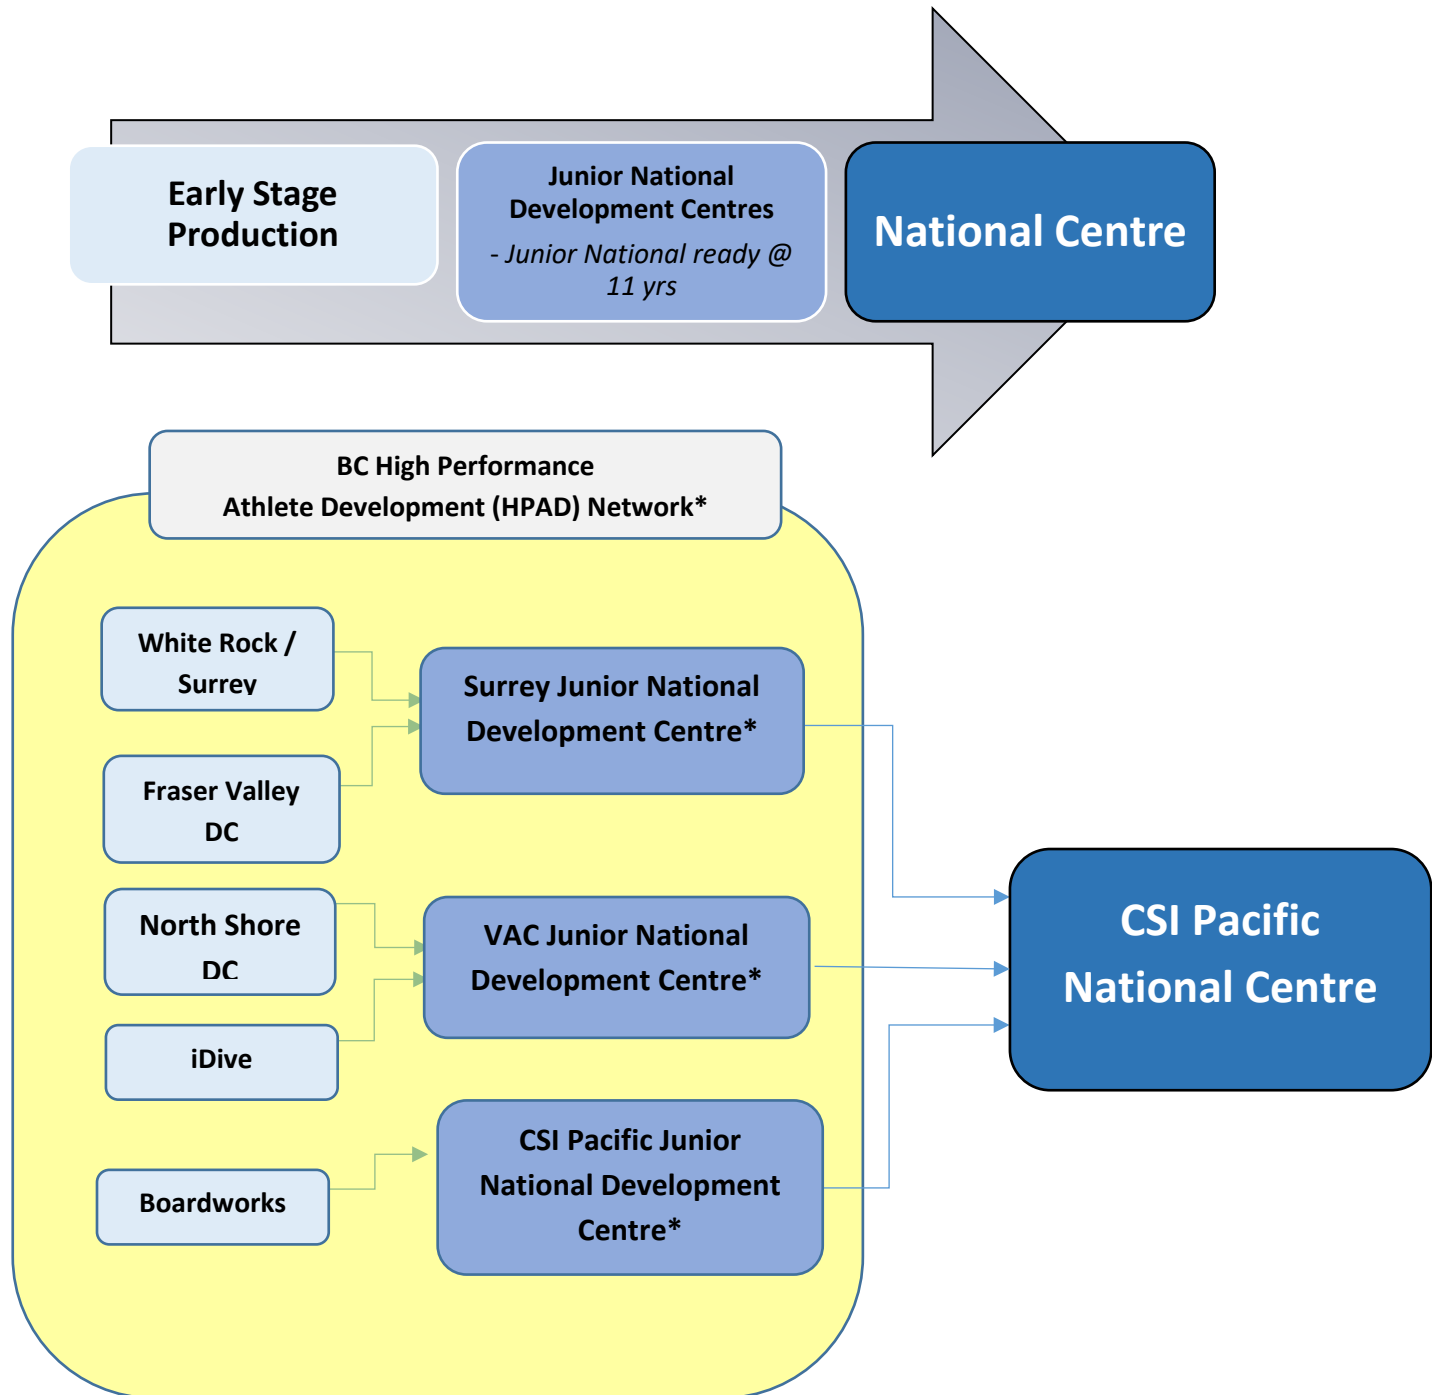 Early Stage
Production
Junior National
Development Centres
- Junior National ready @
11 yrs
National Centre
BC High Performance
Athlete Development (HPAD) Network*
White Rock /
Surrey
Fraser Valley
DC
North Shore
DC
iDive
Boardworks
Surrey Junior National
Development Centre*
VAC Junior National
Development Centre*
CSI Pacific Junior
National Development
Centre*
CSI Pacific
National Centre